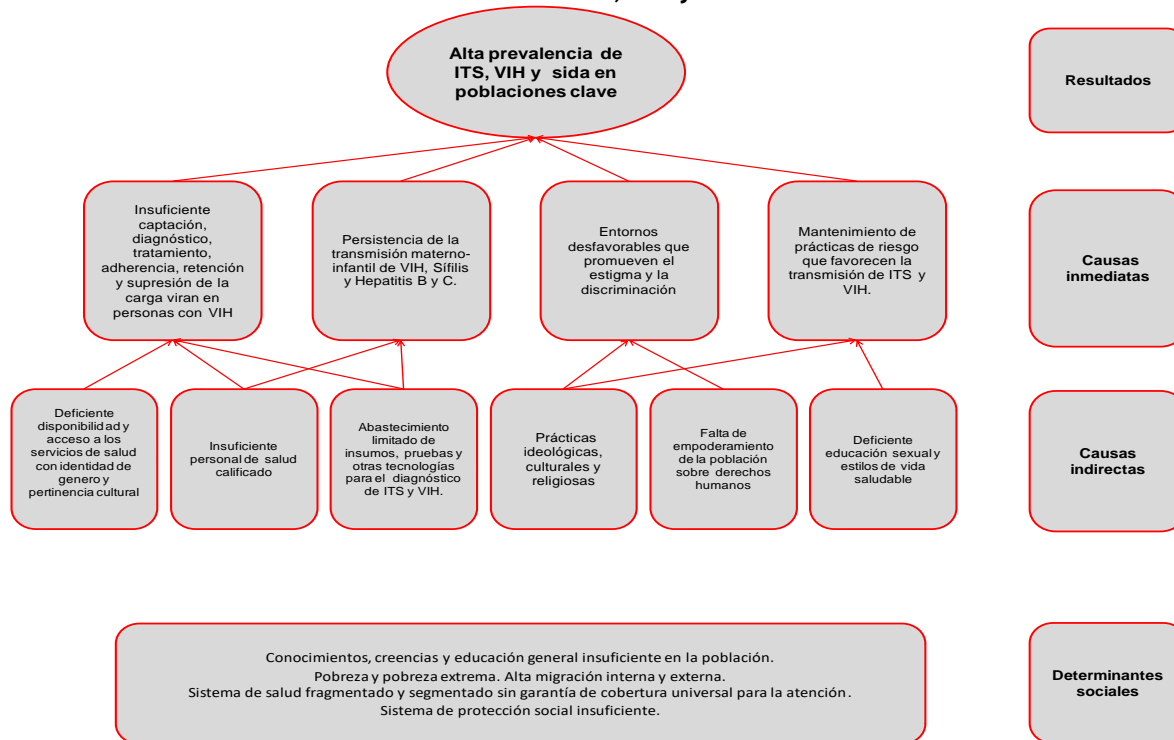 Alta prevalencia de
ITS, VIH y sida en
poblaciones clave
Resultados
Insuficiente
captación,
diagnóstico,
tratamiento,
adherencia, retención
y supresión de la
carga viran en
personas con VIH
Persistencia de la
transmisión materno-
infantil de VIH, Sífilis
y Hepatitis B y C.
Entornos
desfavorables que
promueven el
estigma y la
discriminación
Mantenimiento de
prácticas de riesgo
que favorecen la
transmisión de ITS y
VIH.
Causas
inmediatas
Deficiente
disponibilidad y
acceso a los
servicios de salud
con identidad de
genero y
pertinencia cultural
Insuficiente
personal de salud
calificado
Abastecimiento
limitado de
insumos, pruebas y
otras tecnologías
para el diagnóstico
de ITS y VIH.
Prácticas
ideológicas,
culturales y
religiosas
Falta de
empoderamiento
de la población
sobre derechos
humanos
Deficiente
educación sexual y
estilos de vida
saludable
Causas
indirectas
Conocimientos, creencias y educación general insuficiente en la población.
Pobreza y pobreza extrema. Alta migración interna y externa.
Sistema de salud fragmentado y segmentado sin garantía de cobertura universal para la atención.
Sistema de protección social insuficiente.
Determinantes
sociales